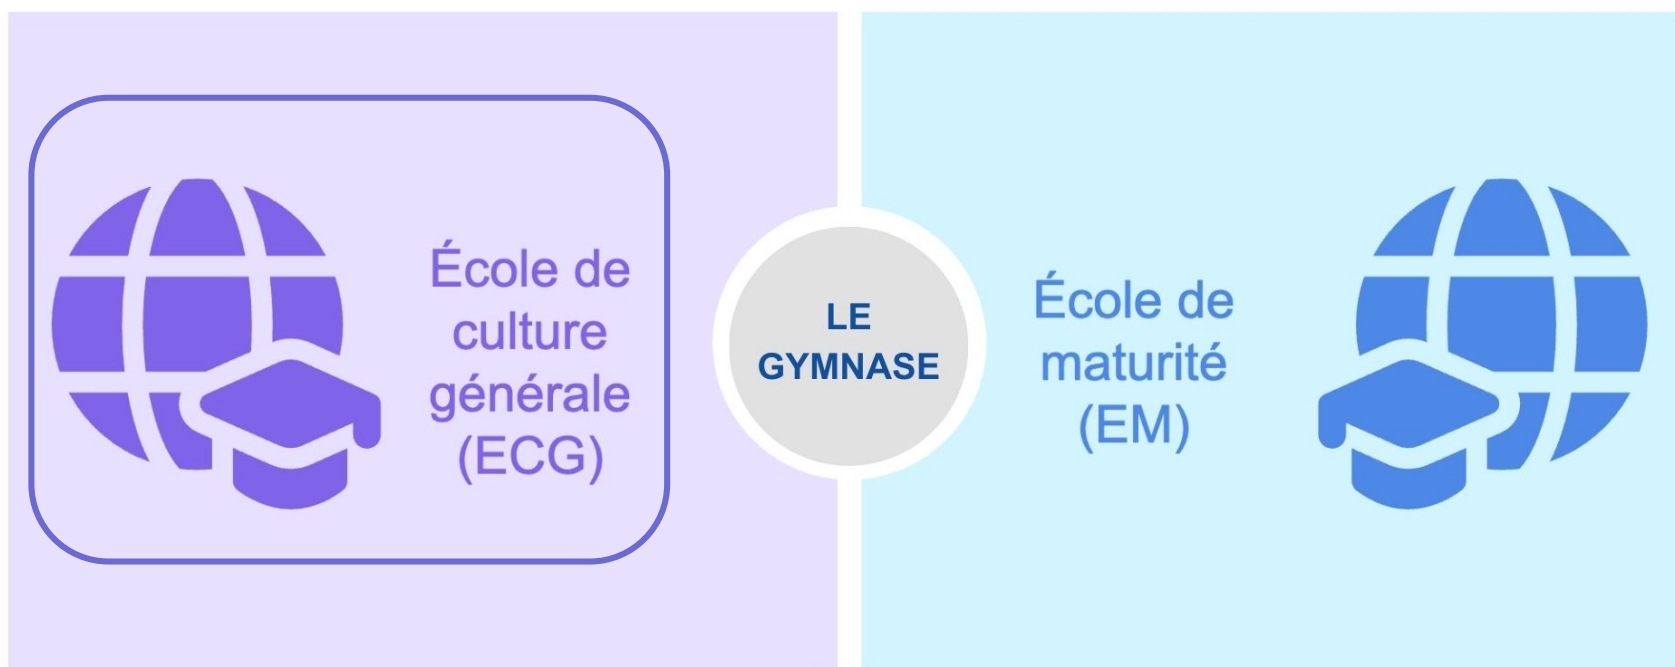 École de
culture
générale
(ECG)
LE
GYMNASE
École de
maturité
(EM)